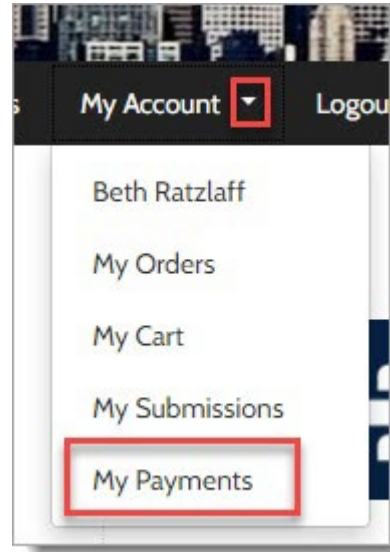 s My Account Logou
Beth Ratzlaff
My Orders
My Cart
My Submissions
My Payments